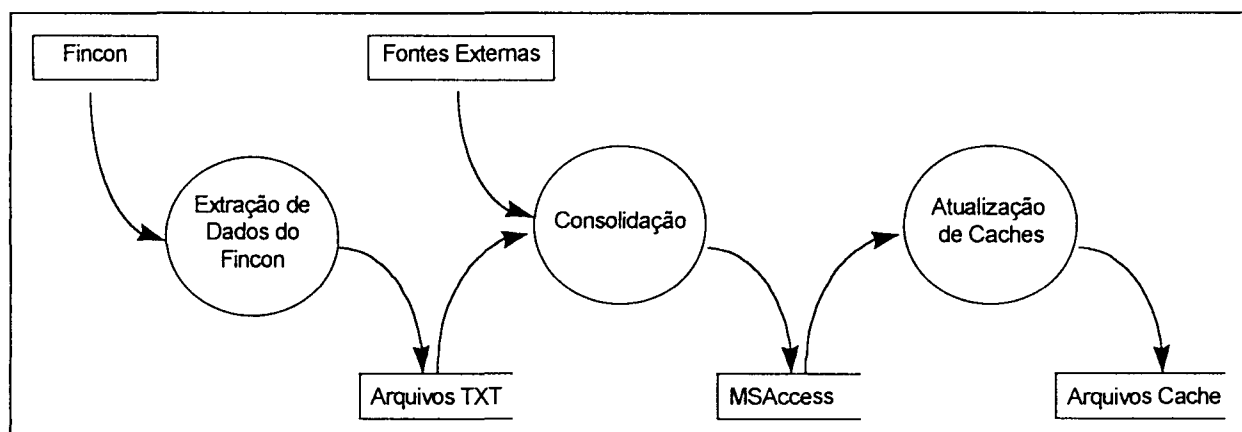 Fincon
Fontes Externas
Extração de
Dados do
Fincon
Consolidação
Atualização
de Caches
Arquivos TXT
MSAccess
Arquivos Cache